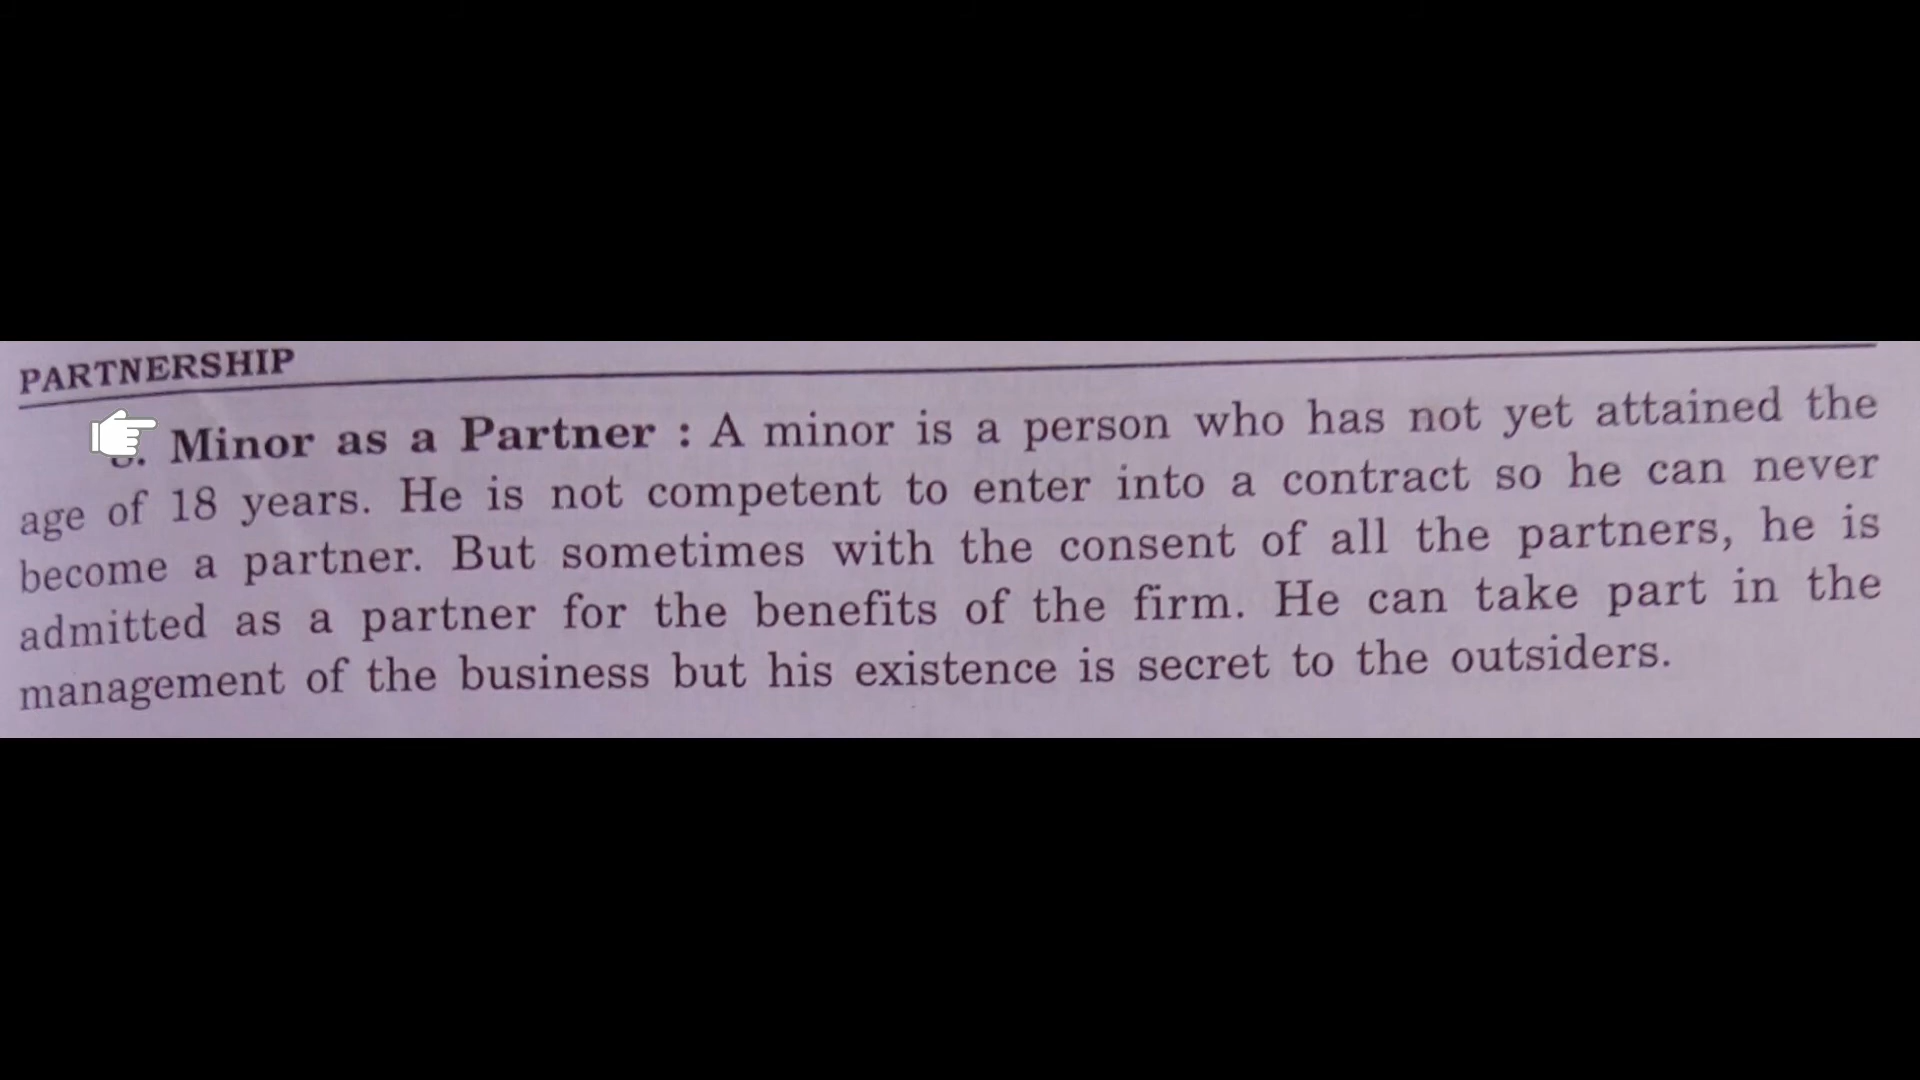 PARTNERSHIP
. Minor as a Partner : A minor is a person who has not yet attained the
age of 18 years. He is not competent to enter into a contract so he can never
become a partner. But sometimes with the consent of all the partners, he is
admitted as a partner for the benefits of the firm. He can take part in the
management of the business but his existence is secret to the outsiders.